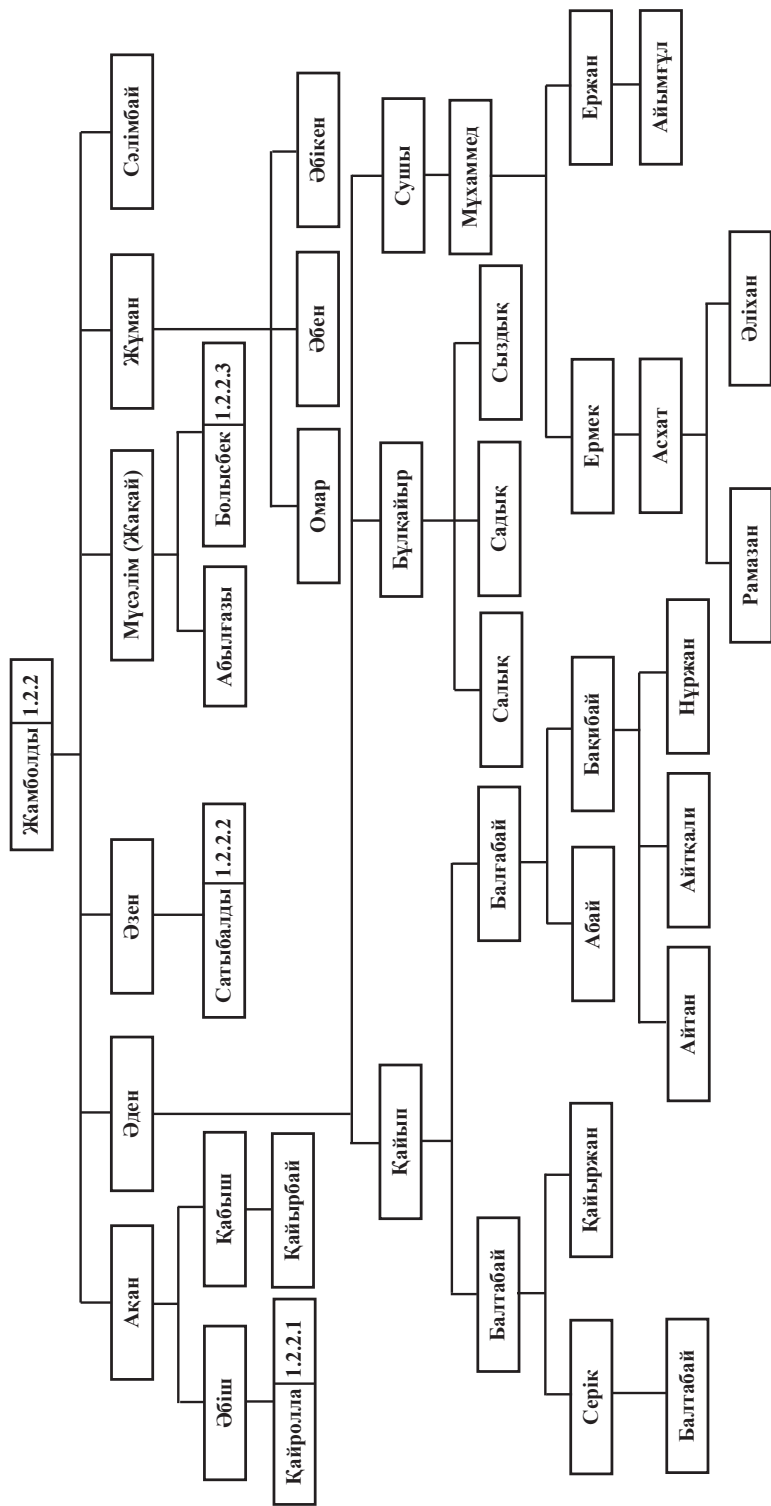 Жамболды 1.2.2
Ақан
Әден
Әзен
Мүсәлім (Жақай)
Жұман
Сәлімбай
Әбіш
Қабыш
Сатыбалды 1.2.2.2
Абылғазы
Болысбек 1.2.2.3
Қайролла 1.2.2.1
Қайырбай
Омар
Әбен
Әбікен
Қайып
Бұлқайыр
Сушы
Балтабай
Балғабай
Салық
Садық
Сыздық
Мұхаммед
Серік
Қайыржан
Абай
Бақибай
Ермек
Ержан
Балтабай
Айтан
Айтқали
Нұржан
Асхат
Айымғұл
Рамазан
Әліхан